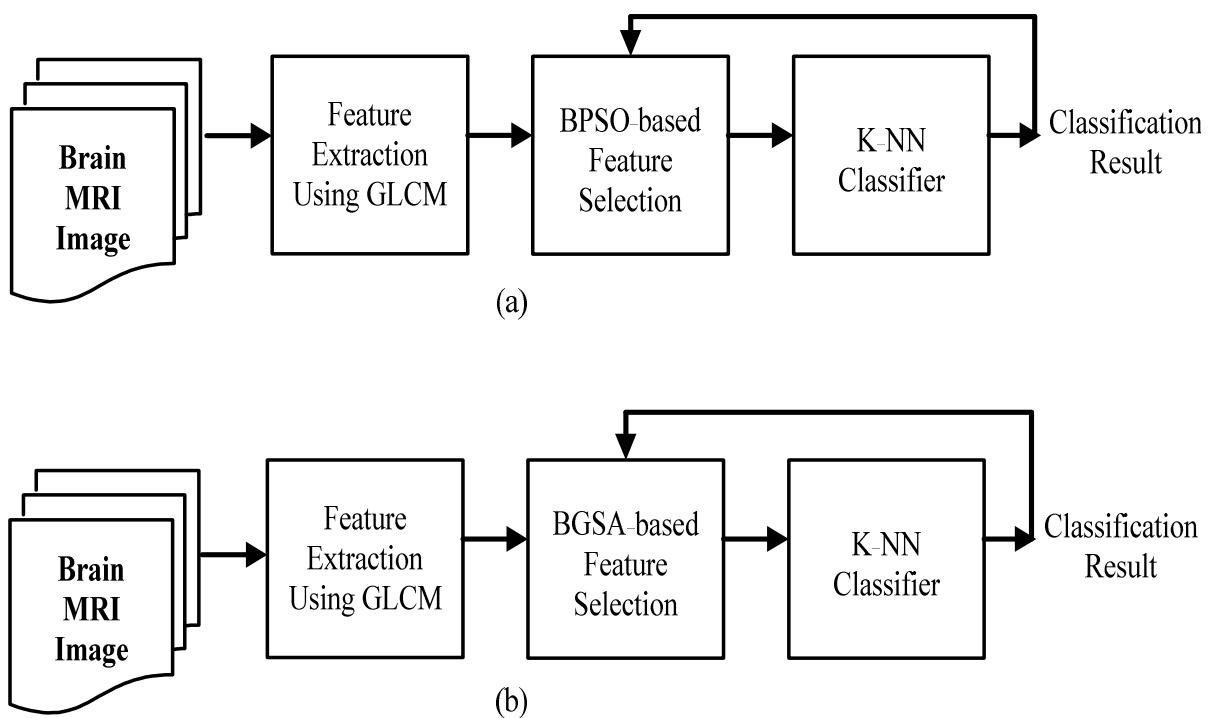 Brain
MRI
Image
Feature
Extraction
Using GLCM
BPSO-based
Feature
Selection
K-NN
Classifier
Classification
Result
(a)
Brain
MRI
Image
Feature
Extraction
Using GLCM
BGSA-based
Feature
Selection
K-NN
Classifier
Classification
Result
(b)